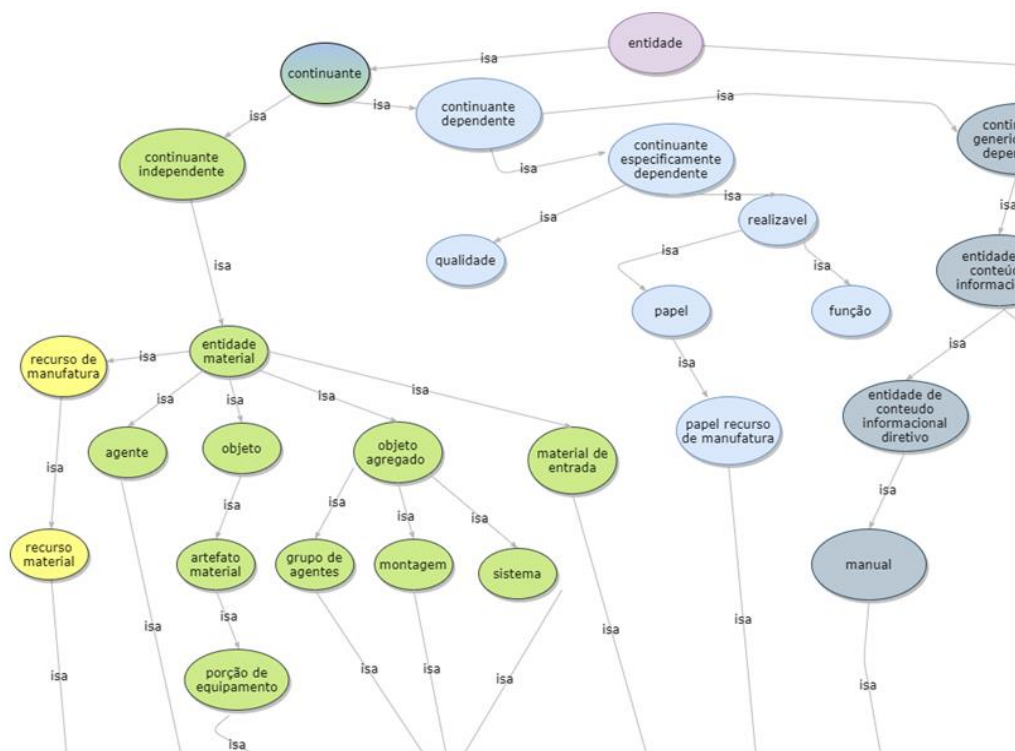 entidade
isa
continuante
isa
isa
continuante
dependente
isa
continuante
independente
isa
continuante
especificamente
dependente
isa
isa
realizavel
isa
qualidade
isa
isa
isa
papel
função
isa
entidade
isa
entidade
material
isa
recurso de
manufatura
isa
isa
isa
isa
isa
isa
agente
objeto
objeto
agregado
material de
entrada
papel recurso
de manufatura
entidade de
conteudo
informacional
diretivo
isa
isa
isa
isa
isa
isa
recurso
material
artefato
material
grupo de
agentes
montagem
sistema
manual
isa
isa
isa
isa
isa
isa
isa
isa
porção de
equipamento
isa